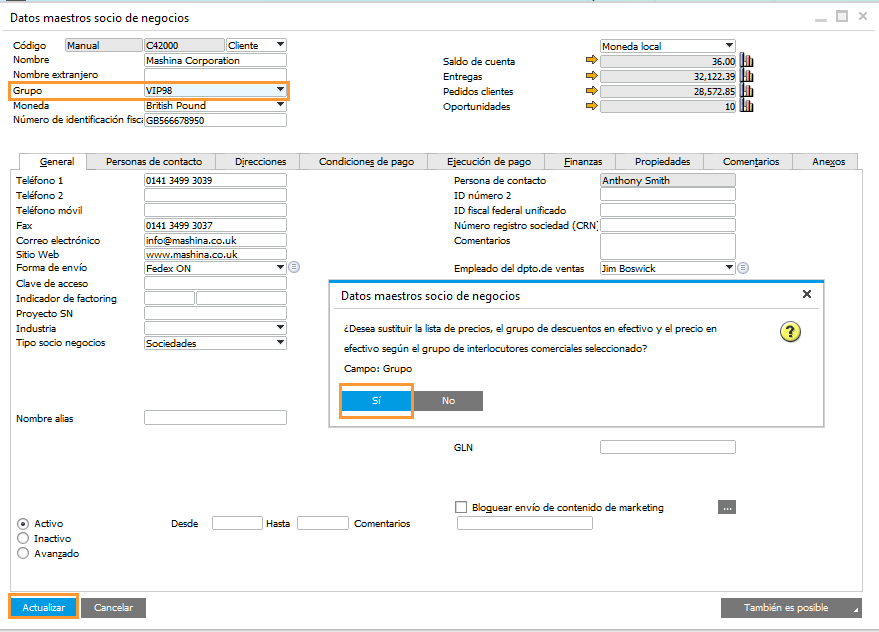 Datos maestros socio de negocios
Código Manual C42000 Cliente
Nombre Mashina Corporation
Nombre extranjero
Grupo VIP98
Moneda British Pound
Número de identificación fisca GB566678950
Moneda local
Saldo de cuenta 36.00
Entregas 32,122.39
Pedidos clientes 28,572.85
Oportunidades 10
General Personas de contacto Direcciones Condiciones de pago Ejecución de pago Finanzas Propiedades Comentarios Anexos
Teléfono 1 0141 3499 3039
Teléfono 2
Teléfono móvil
Fax 0141 3499 3037
Correo electrónico info@mashina.co.uk
Sitio Web www.mashina.co.uk
Forma de envío Fedex ON
Clave de acceso
Indicador de factoring
Proyecto SN
Industria
Tipo socio negocios Sociedades
Nombre alias
Persona de contacto Anthony Smith
ID número 2
ID fiscal federal unificado
Número registro sociedad (CRN)
Comentarios
Empleado del dpto.de ventas Jim Boswick
Datos maestros socio de negocios
¿Desea sustituir la lista de precios, el grupo de descuentos en efectivo y el precio en
efectivo según el grupo de interlocutores comerciales seleccionado?
Campo: Grupo
Sí No
GLN
Bloquear envío de contenido de marketing ...
Activo Desde Hasta Comentarios
Inactivo
Avanzado
Actualizar Cancelar También es posible